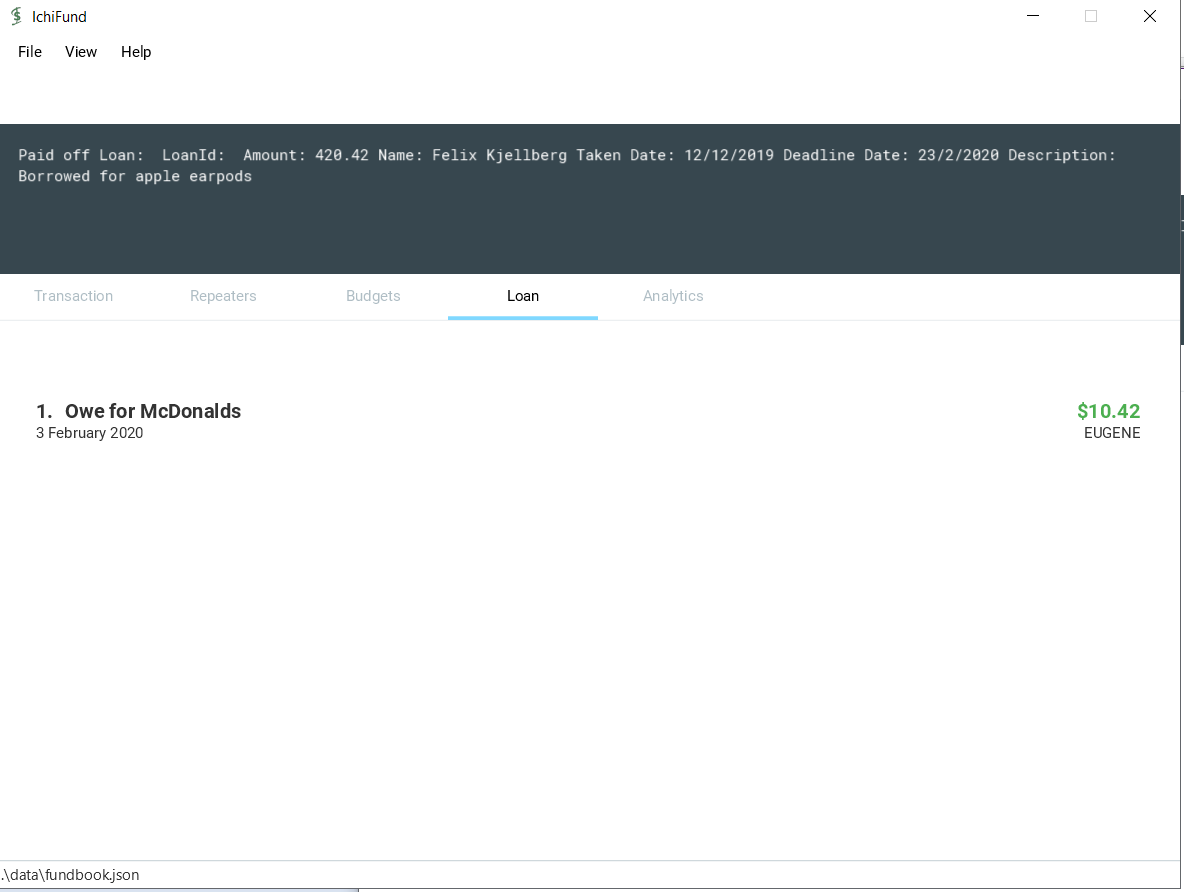 IchiFund
File View Help
Paid off Loan:  LoanId:  Amount: 420.42 Name: Felix Kjellberg Taken Date: 12/12/2019 Deadline Date: 23/2/2020 Description:
Borrowed for apple earpods
Transaction Repeaters Budgets Loan Analytics
1. Owe for McDonalds $10.42
3 February 2020 EUGENE
.\data\fundbook.json